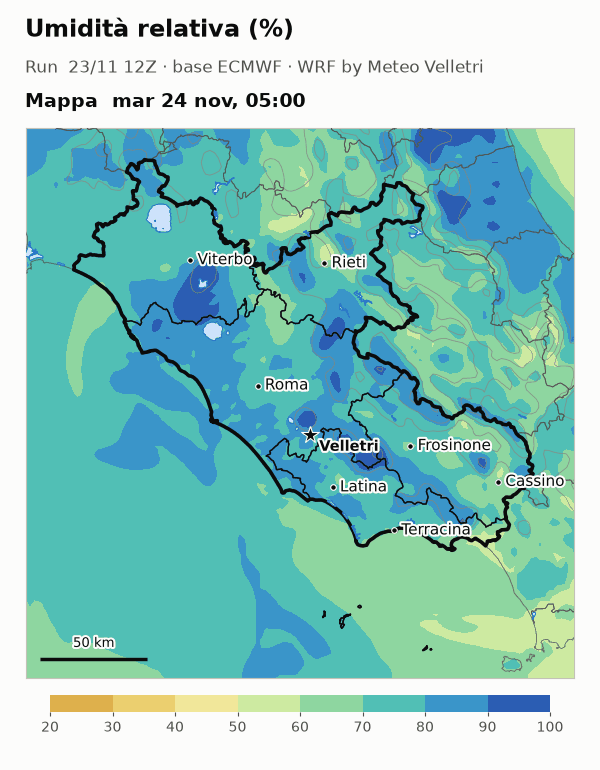 Umidità relativa (%)
Run  23/11 12Z · base ECMWF · WRF by Meteo Velletri
Mappa  mar 24 nov, 05:00
Viterbo
Rieti
Roma
Velletri
Frosinone
Cassino
Latina
Terracina
50 km
20 30 40 50 60 70 80 90 100